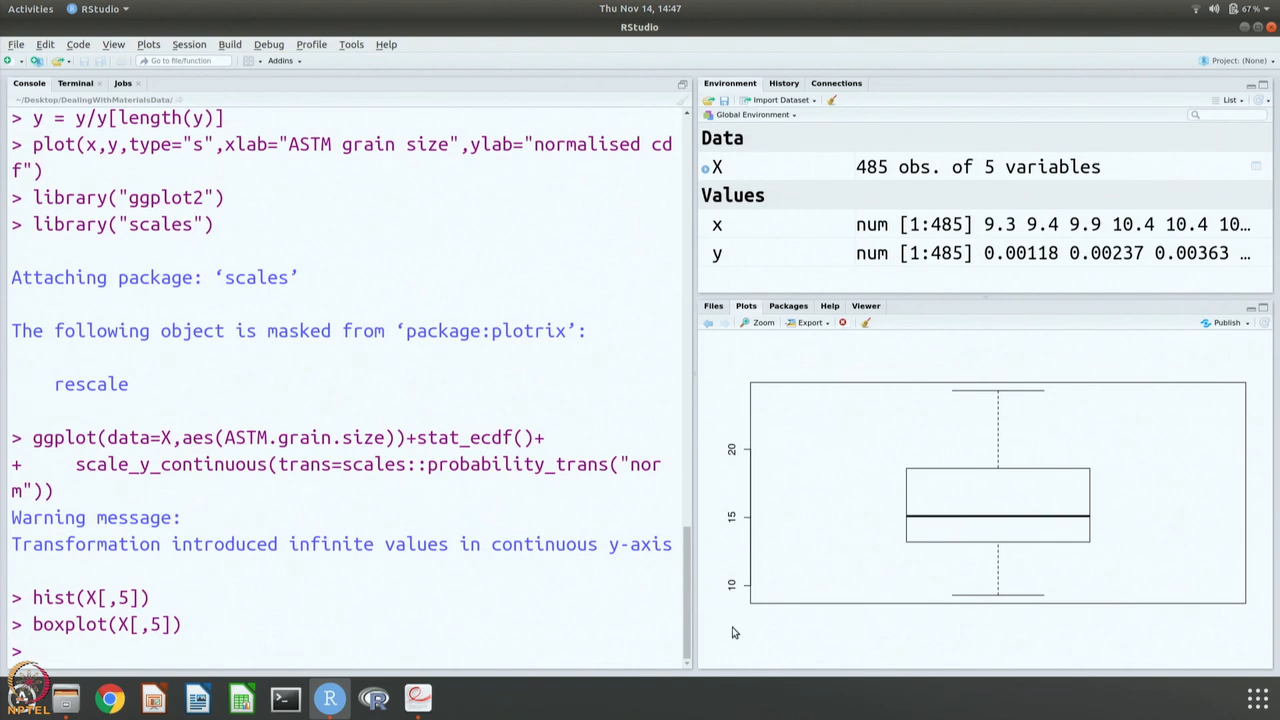 Activities RStudio Thu Nov 14, 14:47 67%
RStudio
File Edit Code View Plots Session Build Debug Profile Tools Help
Go to file/function Addins Project: (None)
Console Terminal Jobs
~/Desktop/DealingWithMaterialsData/
> y = y/y[length(y)]
> plot(x,y,type="s",xlab="ASTM grain size",ylab="normalised cd
f")
> library("ggplot2")
> library("scales")
Attaching package: ‘scales’
The following object is masked from ‘package:plotrix’:
rescale
> ggplot(data=X,aes(ASTM.grain.size))+stat_ecdf()+
+ scale_y_continuous(trans=scales::probability_trans("nor
m"))
Warning message:
Transformation introduced infinite values in continuous y-axis
> hist(X[,5])
> boxplot(X[,5])
>
Environment History Connections
Import Dataset List
Global Environment
Data
X 485 obs. of 5 variables
Values
x num [1:485] 9.3 9.4 9.9 10.4 10.4 10...
y num [1:485] 0.00118 0.00237 0.00363 ...
Files Plots Packages Help Viewer
Zoom Export Publish
20
15
10
NPTEL